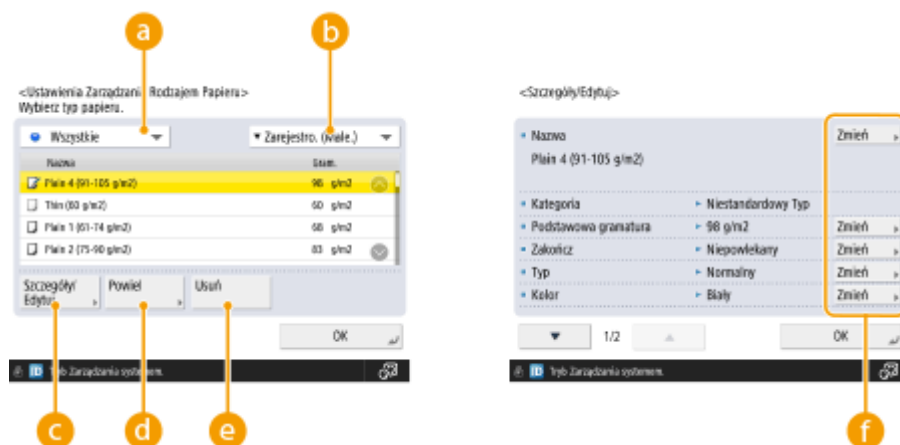 a
b
<Ustawienia Zarządzania Rodzajem Papieru>
Wybierz typ papieru.
Wszystkie
▼ Zarejestro. (Male.)
Nazwa Gram.
Plain 4 (91-105 g/m2) 98 g/m2
Thin (60 g/m2) 60 g/m2
Plain 1 (61-74 g/m2) 68 g/m2
Plain 2 (75-90 g/m2) 83 g/m2
Szczegóły/
Edytuj
Powiel
Usuń
OK
ID Tryb Zarządzania systemem.
c
d
e
<Szczegóły/Edytuj>
Nazwa Zmień
Plain 4 (91-105 g/m2)
Kategoria Niestandardowy Typ
Podstawowa gramatura 98 g/m2 Zmień
Zakończ Niepowlekany Zmień
Typ Normalny Zmień
Kolor Biały Zmień
▼ 1/2 ▲ OK
ID Tryb Zarządzania systemem.
f